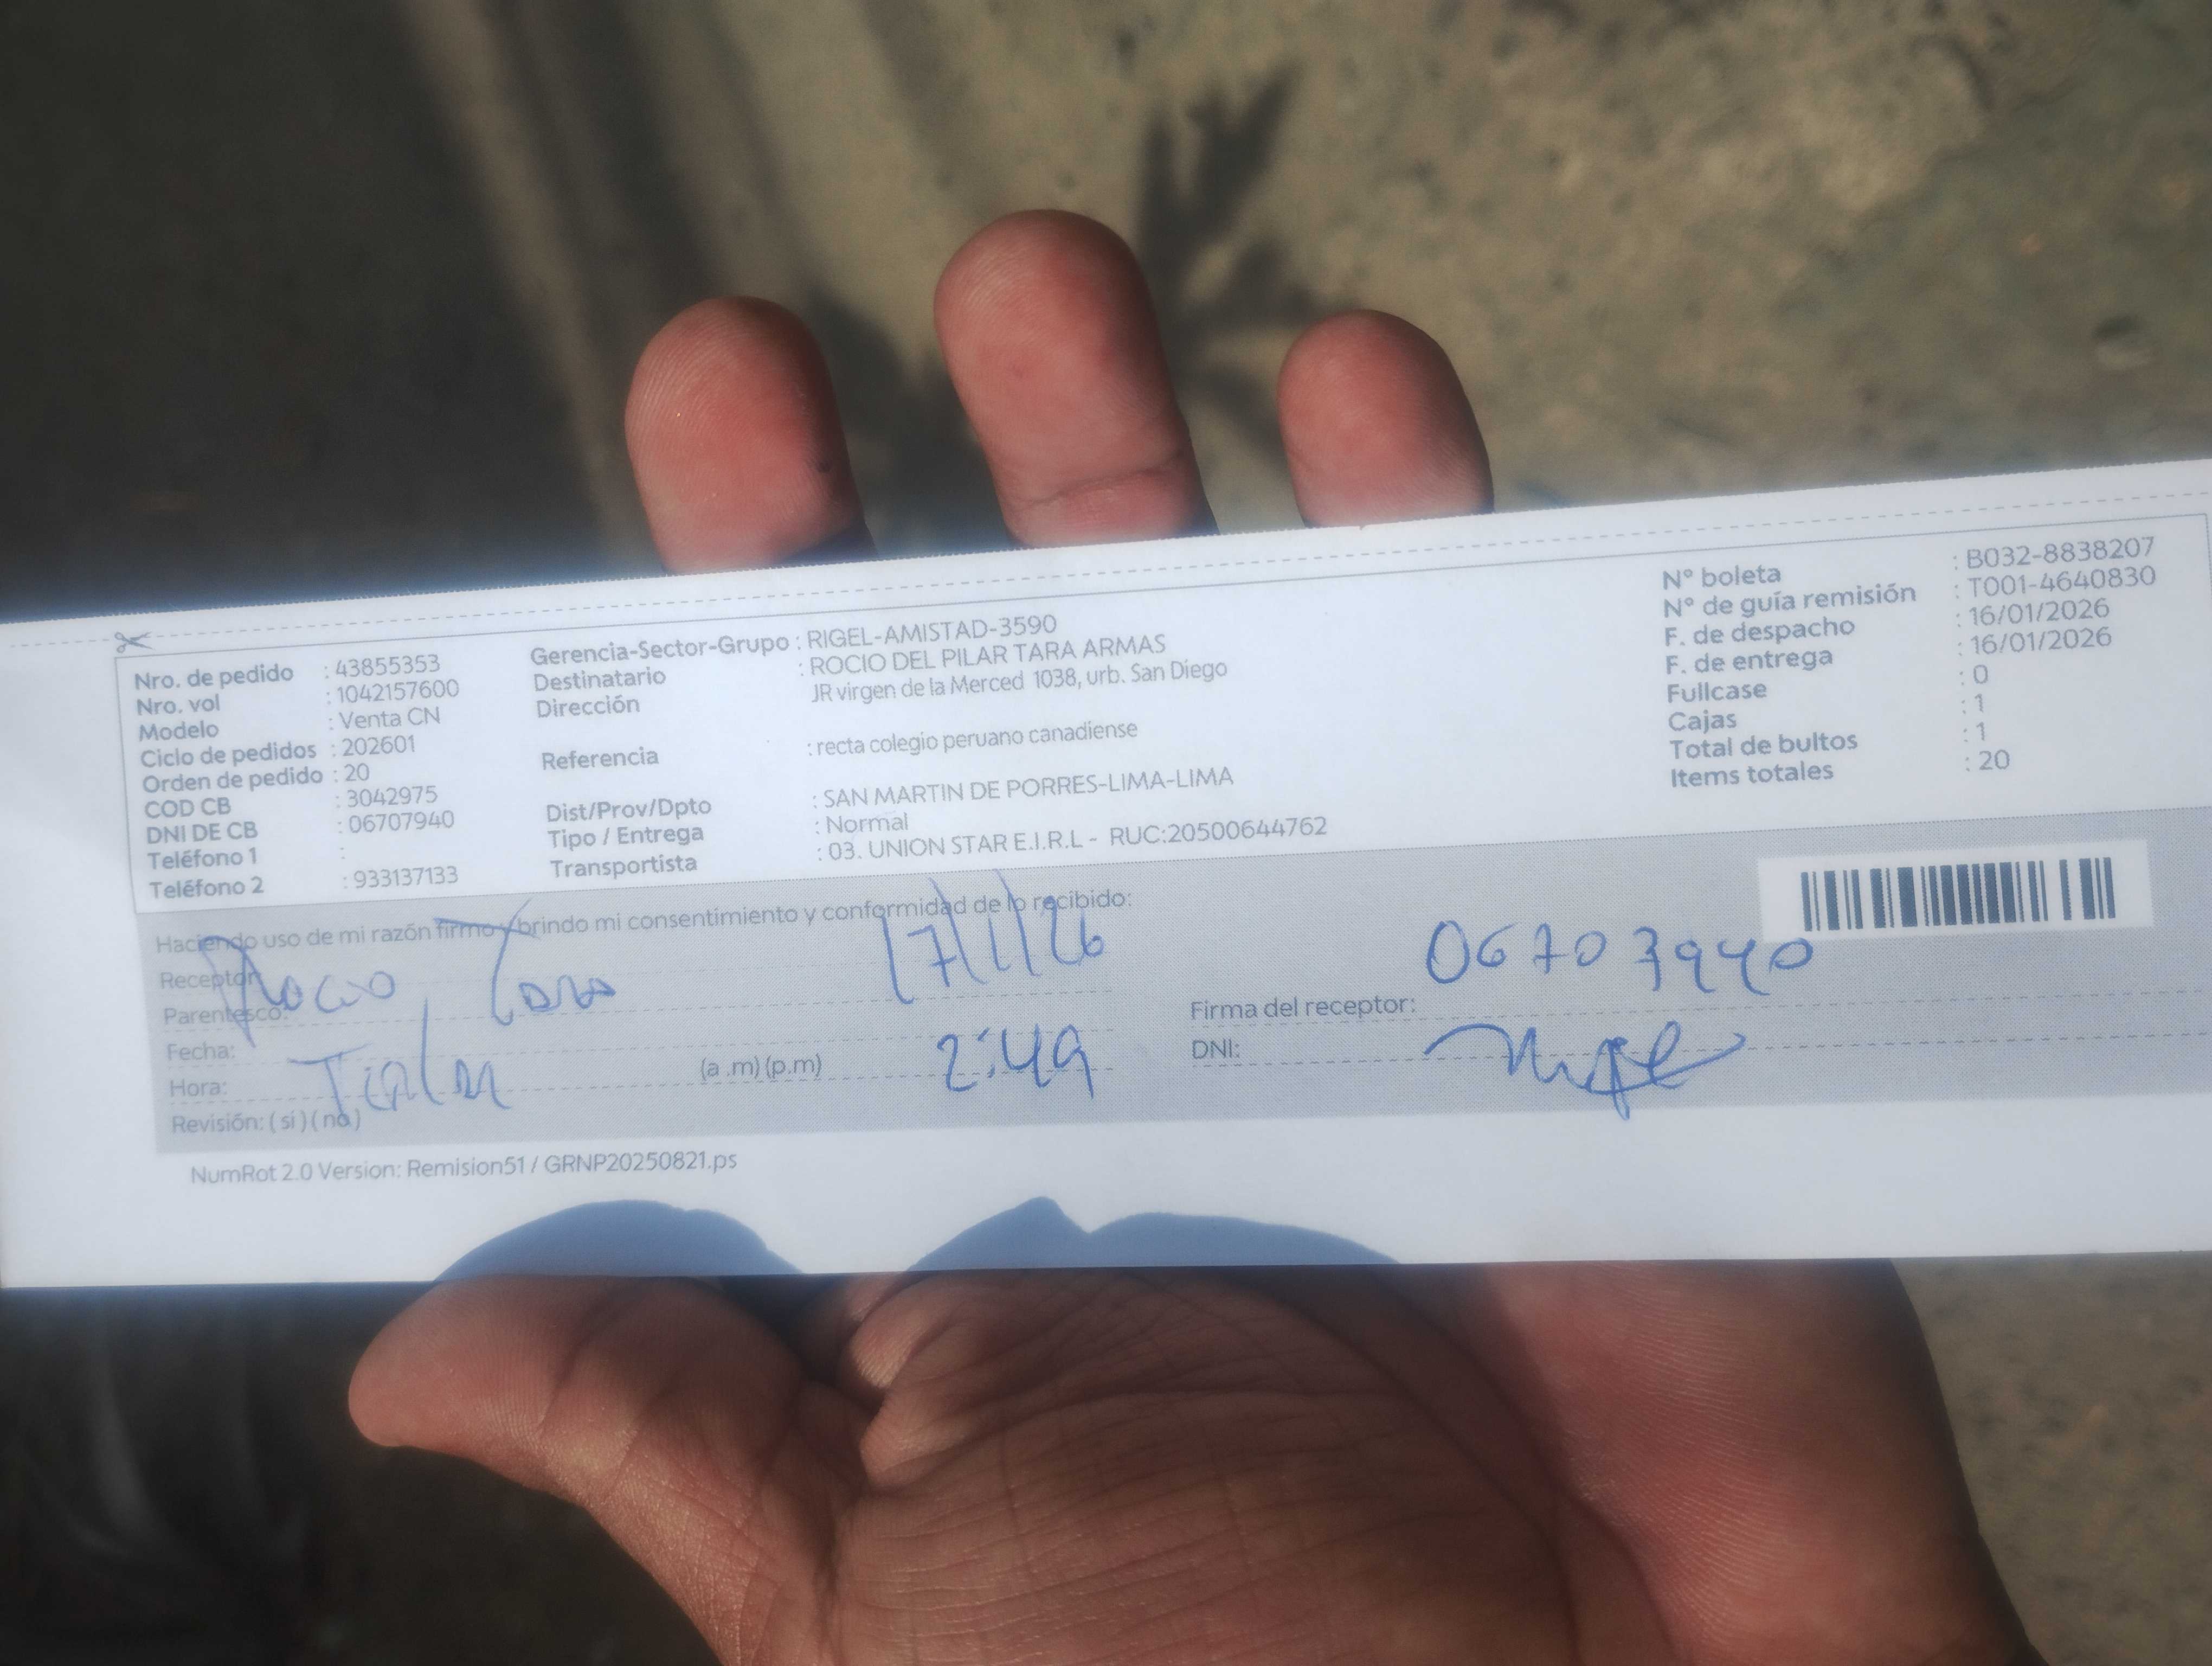 Nro. de pedido : 43855353
Nro. vol : 1042157600
Modelo : Venta CN
Ciclo de pedidos : 202601
Orden de pedido : 20
COD CB : 3042975
DNI DE CB : 06707940
Teléfono 1 :
Teléfono 2 : 933137133
Gerencia-Sector-Grupo : RIGEL-AMISTAD-3590
Destinatario : ROCIO DEL PILAR TARA ARMAS
Dirección JR virgen de la Merced 1038, urb. San Diego
Referencia : recta colegio peruano canadiense
Dist/Prov/Dpto : SAN MARTIN DE PORRES-LIMA-LIMA
Tipo / Entrega : Normal
Transportista : 03. UNION STAR E.I.R.L - RUC:20500644762
N° boleta : B032-8838207
N° de guía remisión : T001-4640830
F. de despacho : 16/01/2026
F. de entrega : 16/01/2026
Fullcase : 0
Cajas : 1
Total de bultos : 1
Items totales : 20
Haciendo uso de mi razón firmo y brindo mi consentimiento y conformidad de lo recibido:
Receptor: Rocio Tara 17/1/26
Parentesco:
Fecha: Titular
Hora: (a .m) (p.m) 2:49
Revisión: ( si ) ( no )
06707940
Firma del receptor:
DNI:
NumRot 2.0 Version: Remision51 / GRNP20250821.ps